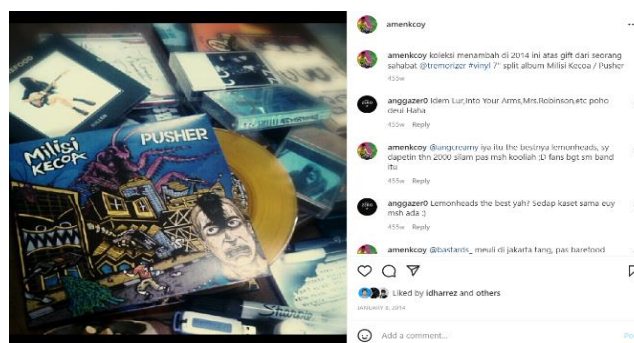 Milisi
KECOA
PUSHER
Sharpie
amenkcoy
amenkcoy koleksi menambah di 2014 ini atas gift dari seorang
sahabat @tremorizer #vinyl 7" split album Milisi Kecoa / Pusher
455w
anggazer0 Idem Lur,Into Your Arms,Mrs.Robinson,etc poho
deui Haha
455w Reply
amenkcoy @angcreamy iya itu the bestnya lemonheads, sy
dapetin thn 2000 silam pas msh kooliah ;D fans bgt sm band
itu
455w Reply
anggazer0 Lemonheads the best yah? Sedap kaset sama euy
msh ada :)
455w Reply
amenkcoy @bastards_ meuli di jakarta tang, pas barefood
Liked by idharrez and others
JANUARY 6, 2014
Add a comment...